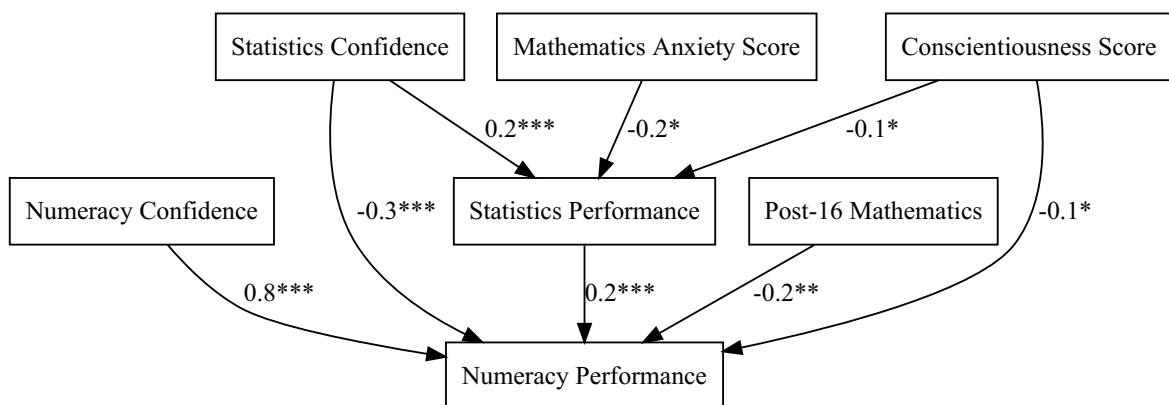 Statistics Confidence
Mathematics Anxiety Score
Conscientiousness Score
0.2***
-0.2*
-0.1*
Numeracy Confidence
-0.3***
Statistics Performance
Post-16 Mathematics
-0.1*
0.8***
0.2***
-0.2**
Numeracy Performance